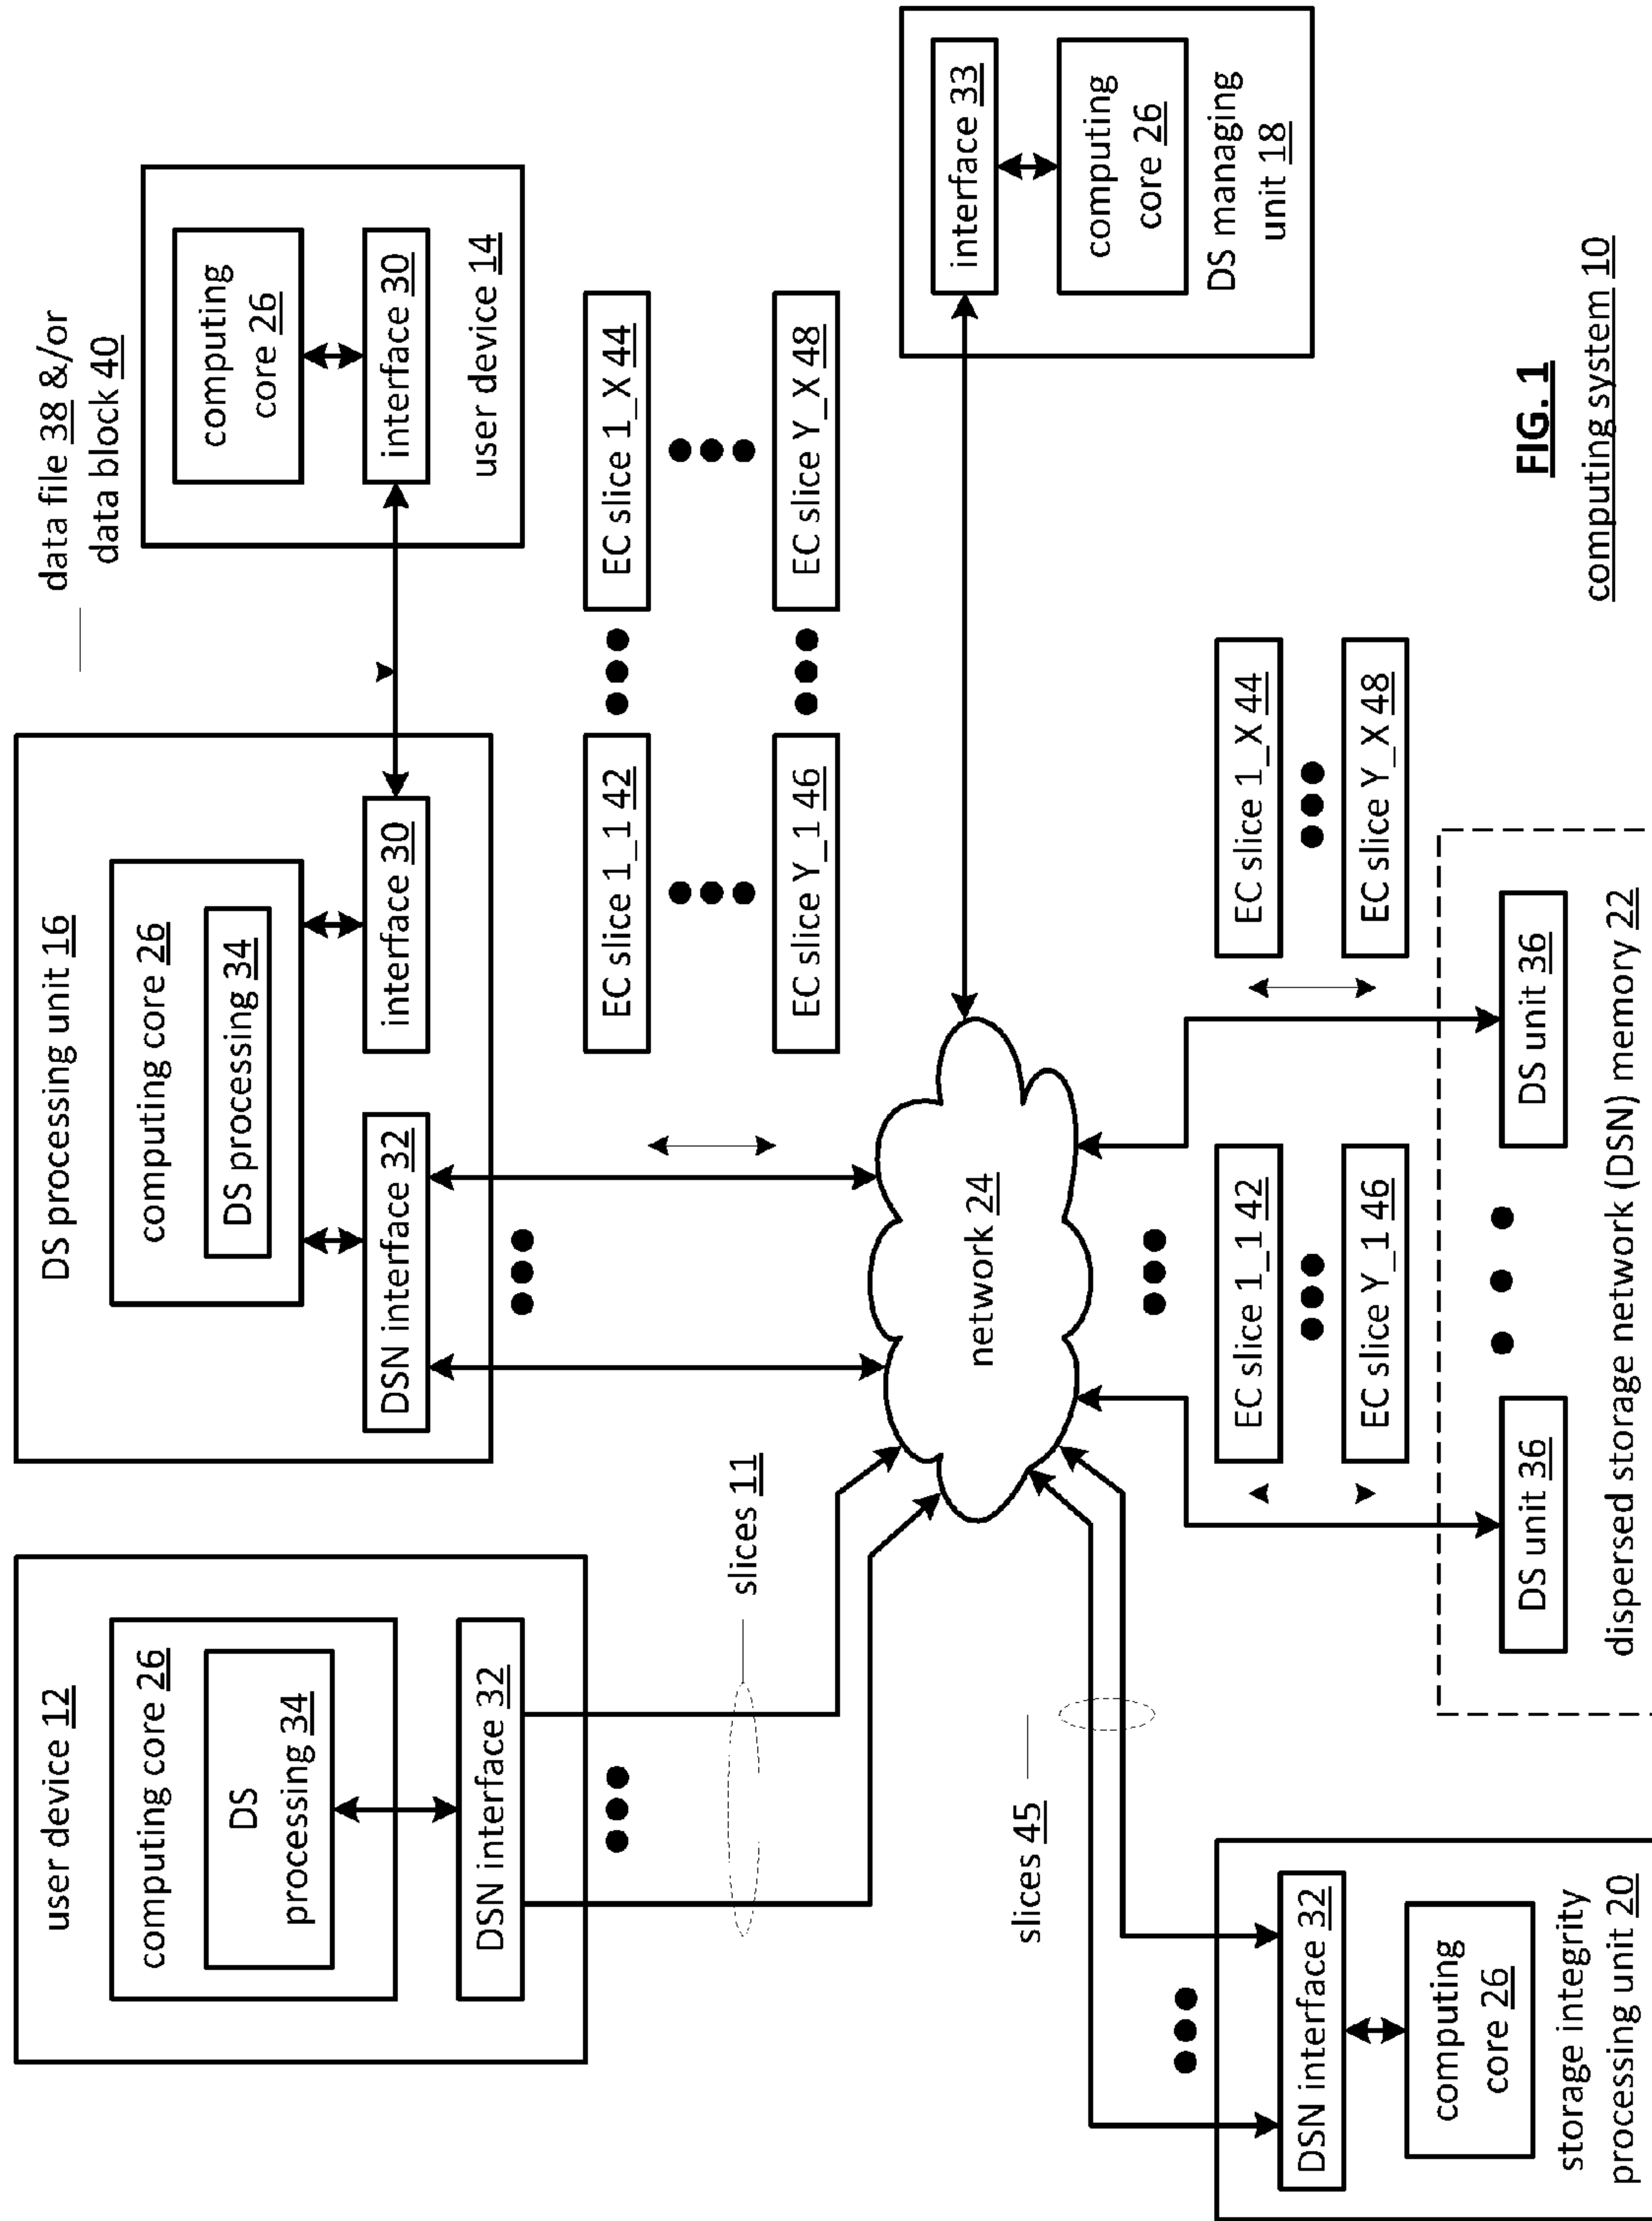 user device 12
computing core 26
DS
processing 34
DSN interface 32
slices 11
DS processing unit 16
computing core 26
DS processing 34
DSN interface 32
interface 30
data file 38 &/or
data block 40
computing
core 26
interface 30
user device 14
EC slice 1_1 42
EC slice 1_X 44
EC slice Y_1 46
EC slice Y_X 48
network 24
interface 33
computing
core 26
DS managing
unit 18
slices 45
DSN interface 32
computing
core 26
storage integrity
processing unit 20
EC slice 1_1 42
EC slice Y_1 46
EC slice 1_X 44
EC slice Y_X 48
DS unit 36
DS unit 36
dispersed storage network (DSN) memory 22
FIG. 1
computing system 10